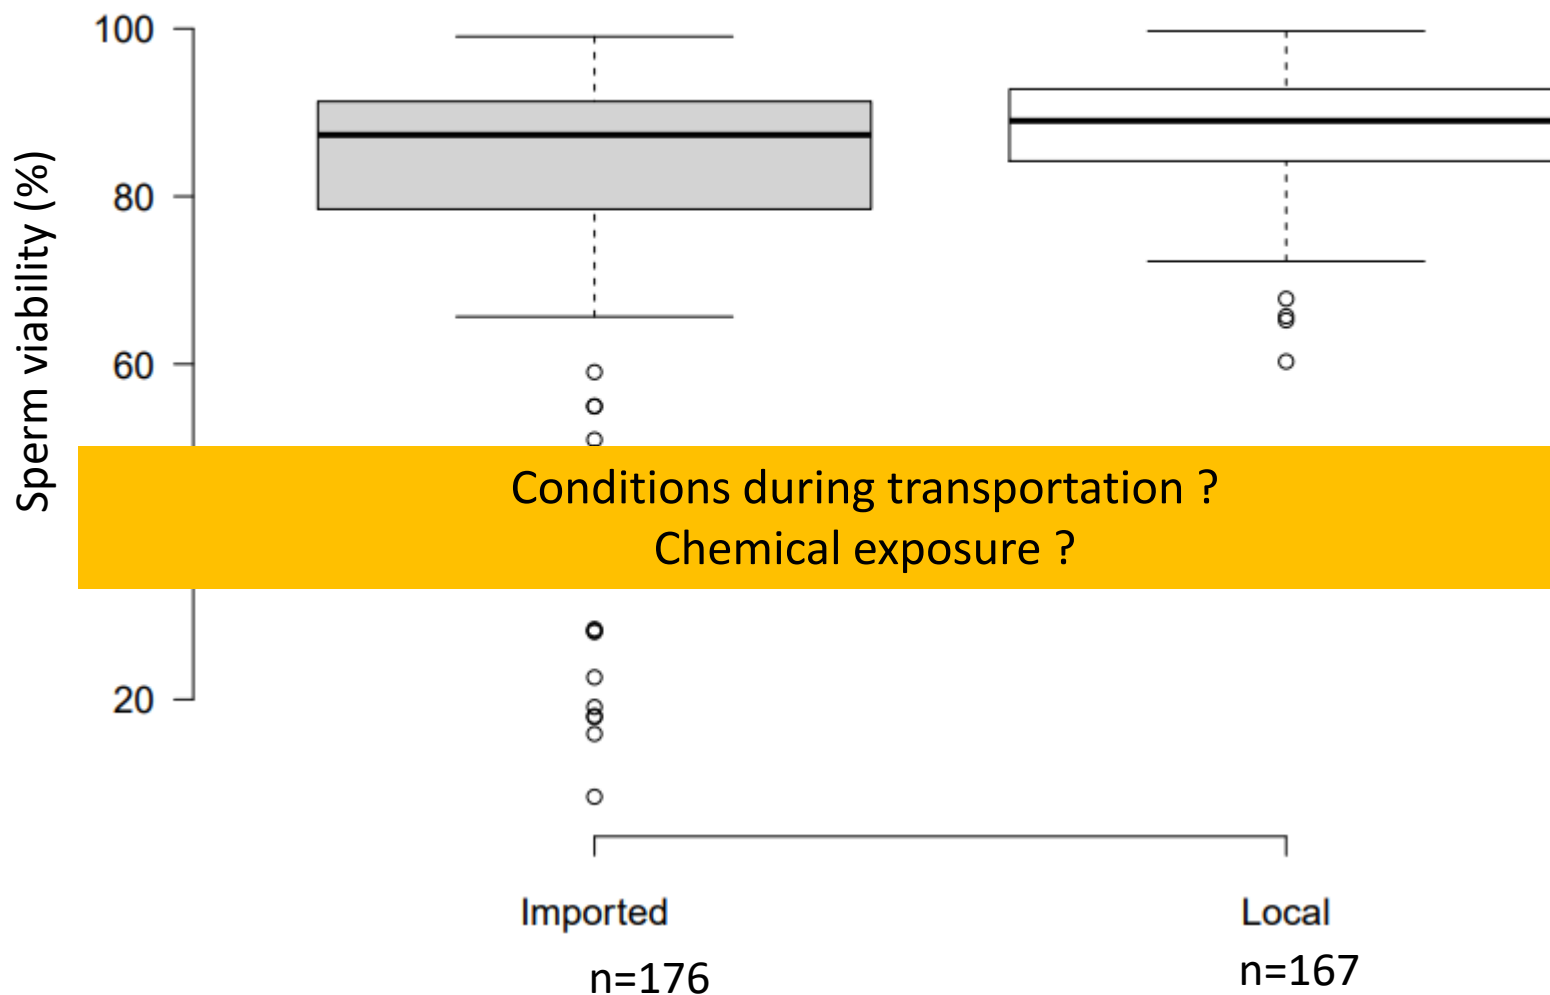 100
80
60
20
Sperm viability (%)
Conditions during transportation ?
Chemical exposure ?
Imported
Local
n=176
n=167